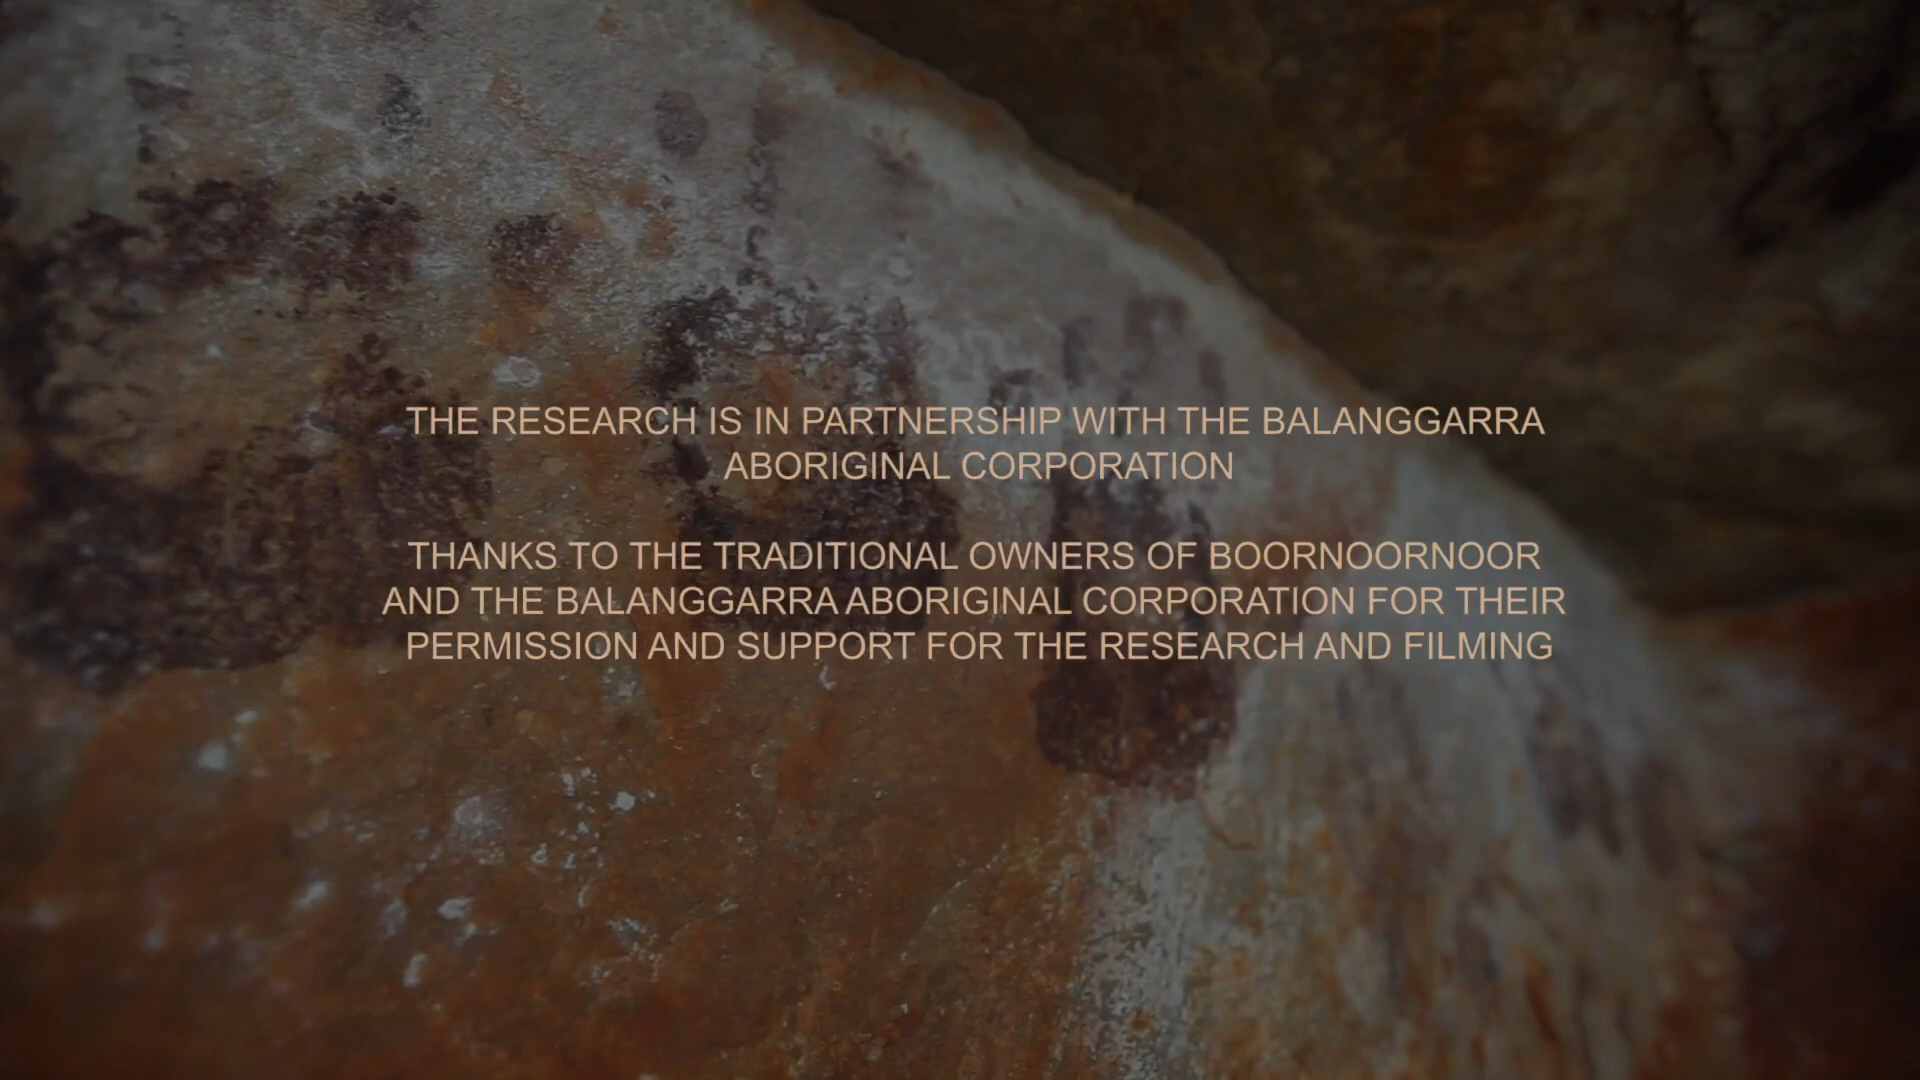 THE RESEARCH IS IN PARTNERSHIP WITH THE BALANGGARRA
ABORIGINAL CORPORATION
THANKS TO THE TRADITIONAL OWNERS OF BOORNOORNOOR
AND THE BALANGGARRA ABORIGINAL CORPORATION FOR THEIR
PERMISSION AND SUPPORT FOR THE RESEARCH AND FILMING